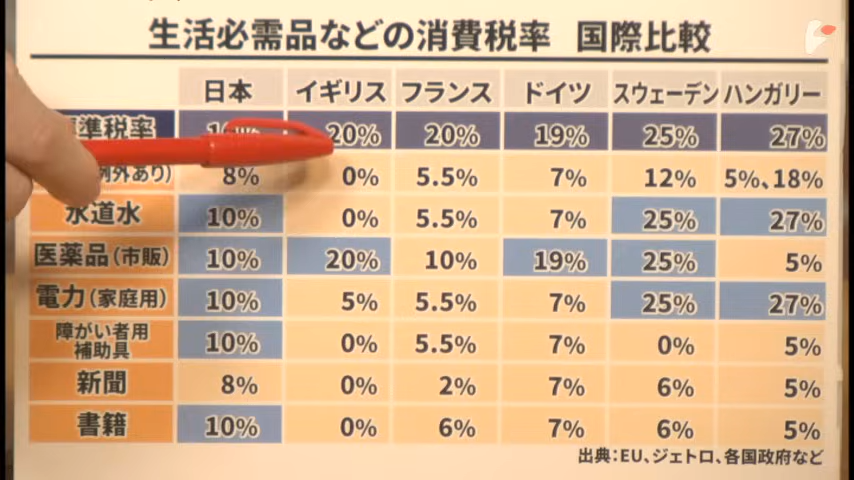 生活必需品などの消費税率 国際比較
日本 イギリス フランス ドイツ スウェーデン ハンガリー
準税率 20% 20% 19% 25% 27%
例外あり) 8% 0% 5.5% 7% 12% 5%、18%
水道水 10% 0% 5.5% 7% 25% 27%
医薬品(市販) 10% 20% 10% 19% 25% 5%
電力(家庭用) 10% 5% 5.5% 7% 25% 27%
障がい者用
補助具 10% 0% 5.5% 7% 0% 5%
新聞 8% 0% 2% 7% 6% 5%
書籍 10% 0% 6% 7% 6% 5%
出典:EU、ジェトロ、各国政府など